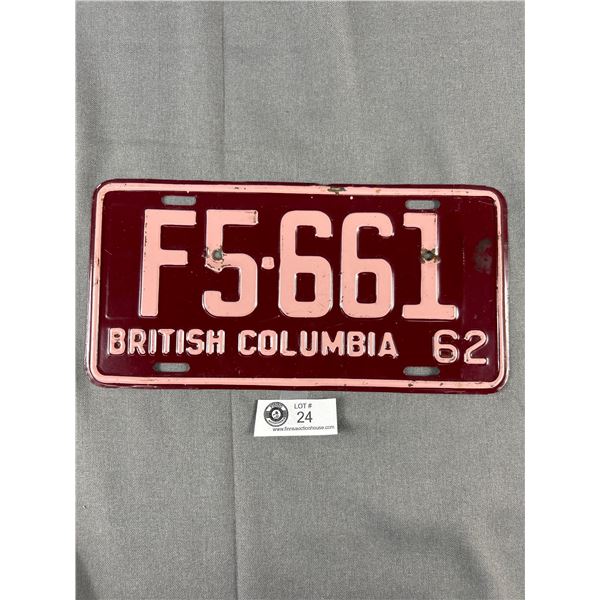 F5·661
BRITISH COLUMBIA 62
LOT #
24
www.finnsauctionhouse.com